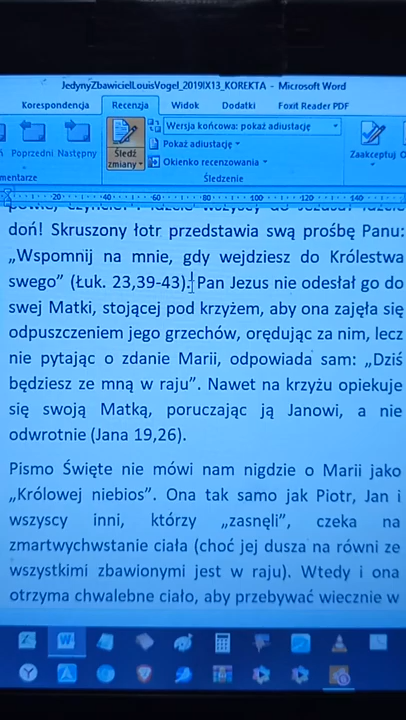 JedynyZbawicielLouisVogel_2019IX13_KOREKTA - Microsoft Word
Korespondencja Recenzja Widok Dodatki Foxit Reader PDF
Poprzedni Następny
Śledź zmiany
Wersja końcowa: pokaż adiustację
Pokaż adiustację
Okienko recenzowania
Zaakceptuj
mentarze Śledzenie
20 40 60 80 100 120 140
doń! Skruszony łotr przedstawia swą prośbę Panu:
„Wspomnij na mnie, gdy wejdziesz do Królestwa
swego” (Łuk. 23,39-43). Pan Jezus nie odesłał go do
swej Matki, stojącej pod krzyżem, aby ona zajęła się
odpuszczeniem jego grzechów, orędując za nim, lecz
nie pytając o zdanie Marii, odpowiada sam: „Dziś
będziesz ze mną w raju”. Nawet na krzyżu opiekuje
się swoją Matką, poruczając ją Janowi, a nie
odwrotnie (Jana 19,26).
Pismo Święte nie mówi nam nigdzie o Marii jako
„Królowej niebios”. Ona tak samo jak Piotr, Jan i
wszyscy inni, którzy „zasnęli”, czeka na
zmartwychwstanie ciała (choć jej dusza na równi ze
wszystkimi zbawionymi jest w raju). Wtedy i ona
otrzyma chwalebne ciało, aby przebywać wiecznie w